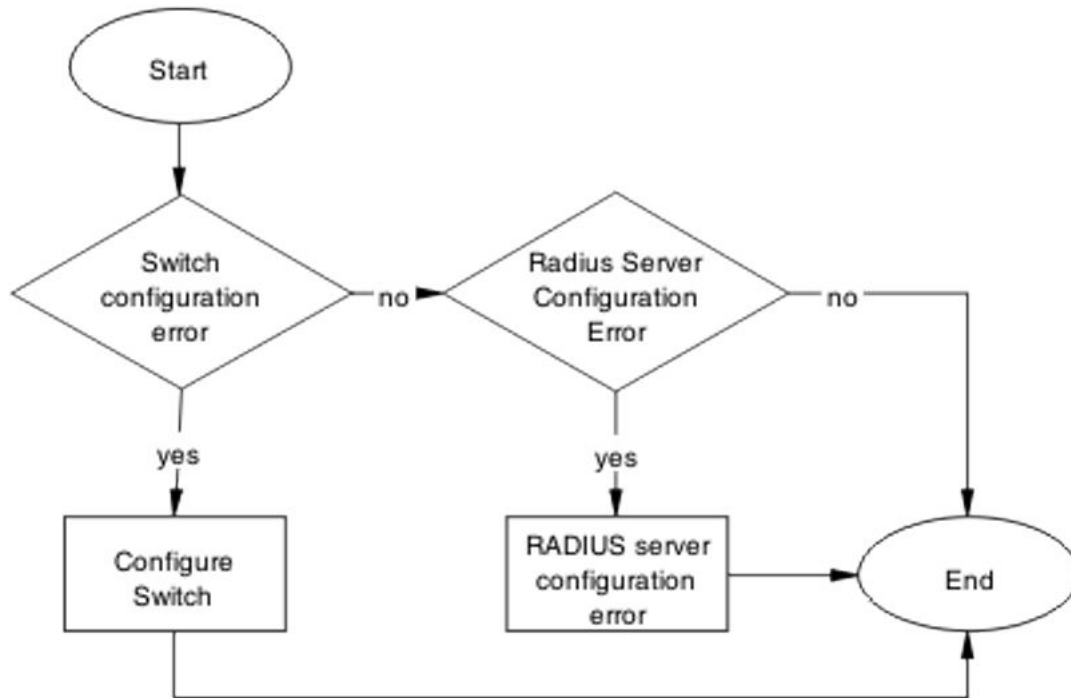 Start
Switch
configuration
error
no
Radius Server
Configuration
Error
no
yes
yes
Configure
Switch
RADIUS server
configuration
error
End